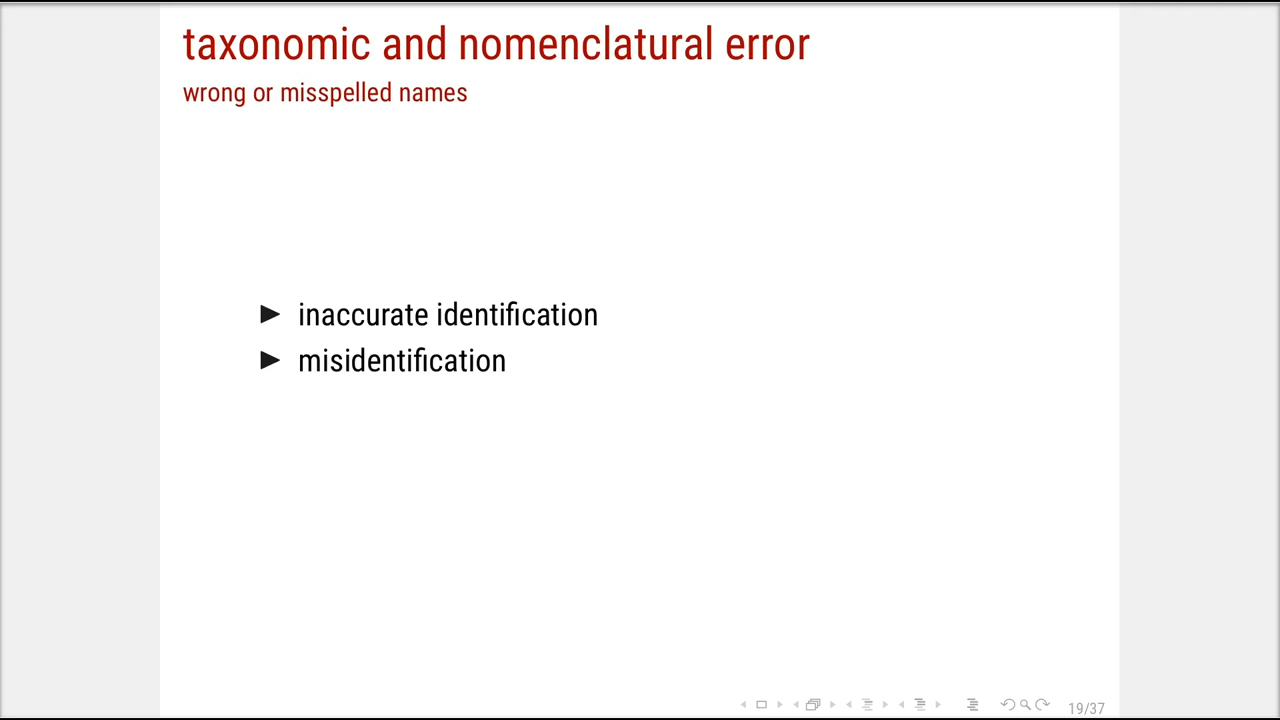 taxonomic and nomenclatural error
wrong or misspelled names
▶ inaccurate identification
▶ misidentification
19/37